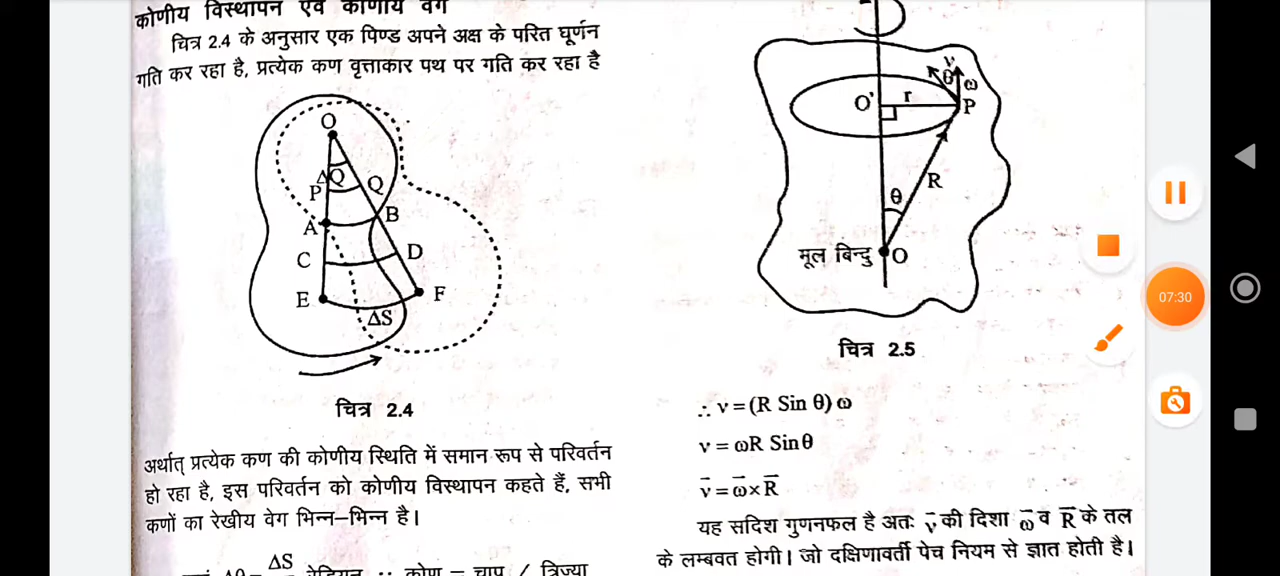 कोणीय विस्थापन एवं कोणीय वेग
चित्र 2.4 के अनुसार एक पिण्ड अपने अक्ष के परित घूर्णन
गति कर रहा है, प्रत्येक कण वृत्ताकार पथ पर गति कर रहा है
O
ΔQ
P
Q
A
B
C
D
E
F
ΔS
चित्र 2.4
अर्थात् प्रत्येक कण की कोणीय स्थिति में समान रूप से परिवर्तन
हो रहा है, इस परिवर्तन को कोणीय विस्थापन कहते हैं, सभी
कणों का रेखीय वेग भिन्न-भिन्न है।
ΔS
रेडियन ∵ कोण = चाप / त्रिज्या
v
θ
ω
O'
r
P
R
θ
मूल बिन्दु O
चित्र 2.5
∴ v = (R Sin θ) ω
v = ωR Sinθ
v⃗ = ω⃗ × R⃗
यह सदिश गुणनफल है अतः v⃗ की दिशा ω⃗ व R⃗ के तल
के लम्बवत होगी। जो दक्षिणावर्ती पेच नियम से ज्ञात होती है।
07:30